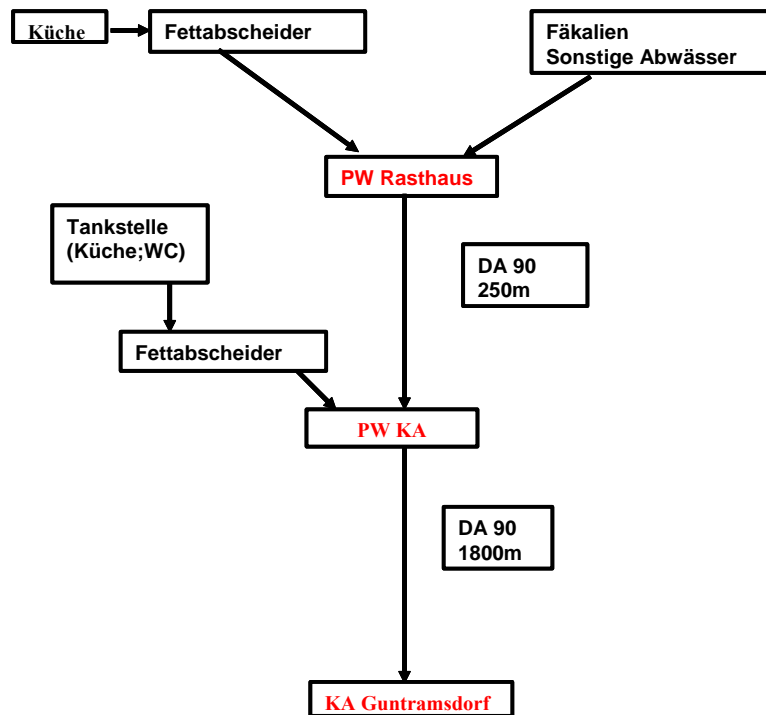 Küche
Fettabscheider
Fäkalien
Sonstige Abwässer
PW Rasthaus
Tankstelle
(Küche;WC)
DA 90
250m
Fettabscheider
PW KA
DA 90
1800m
KA Guntramsdorf